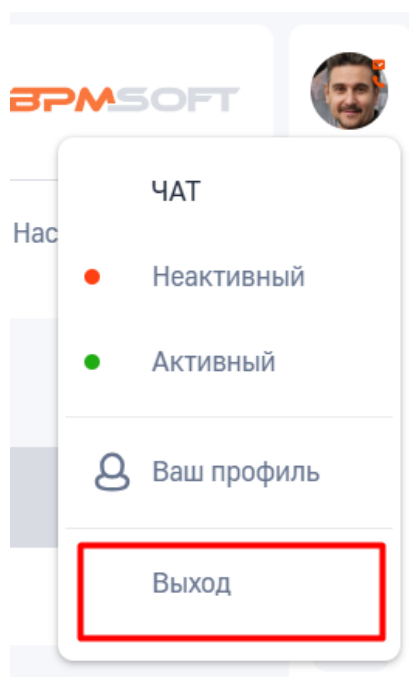 BPMSOFT
ЧАТ
Нас
Неактивный
Активный
Ваш профиль
Выход